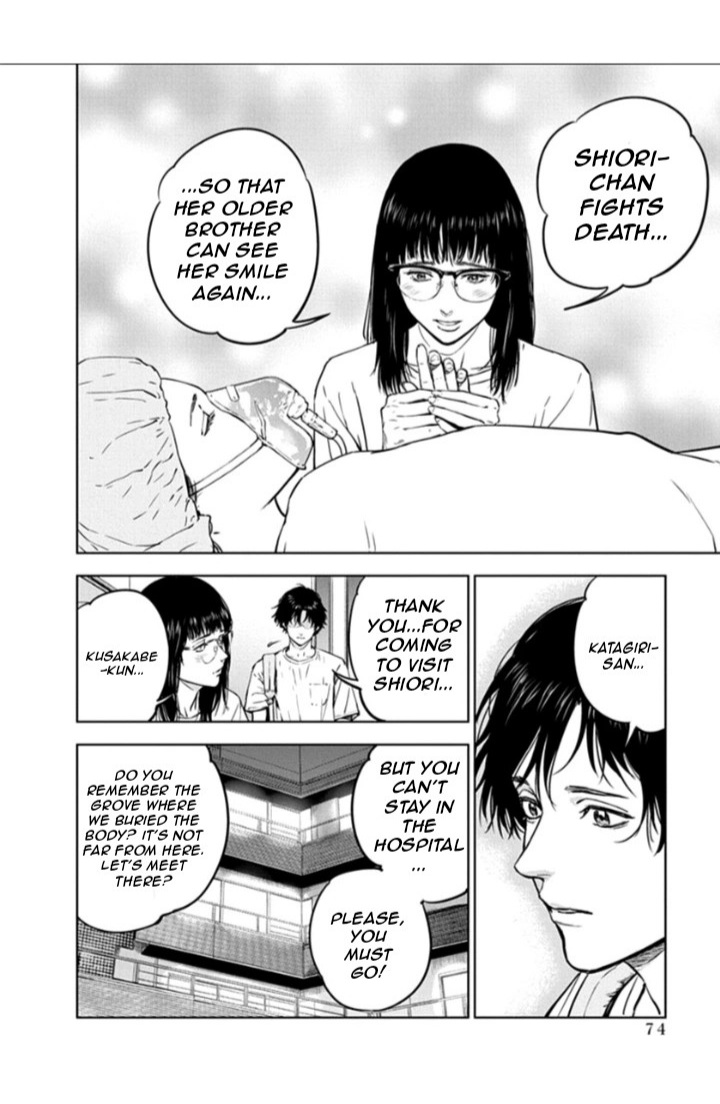 SHIORI-
CHAN
FIGHTS
DEATH...
...SO THAT
HER OLDER
BROTHER
CAN SEE
HER SMILE
AGAIN...
KATAGIRI-
SAN...
THANK
YOU...FOR
COMING
TO VISIT
SHIORI...
KUSAKABE
-KUN...
BUT YOU
CAN'T
STAY IN
THE
HOSPITAL
...
PLEASE,
YOU
MUST
GO!
DO YOU
REMEMBER THE
GROVE WHERE
WE BURIED THE
BODY? IT'S NOT
FAR FROM HERE.
LET'S MEET
THERE?
74